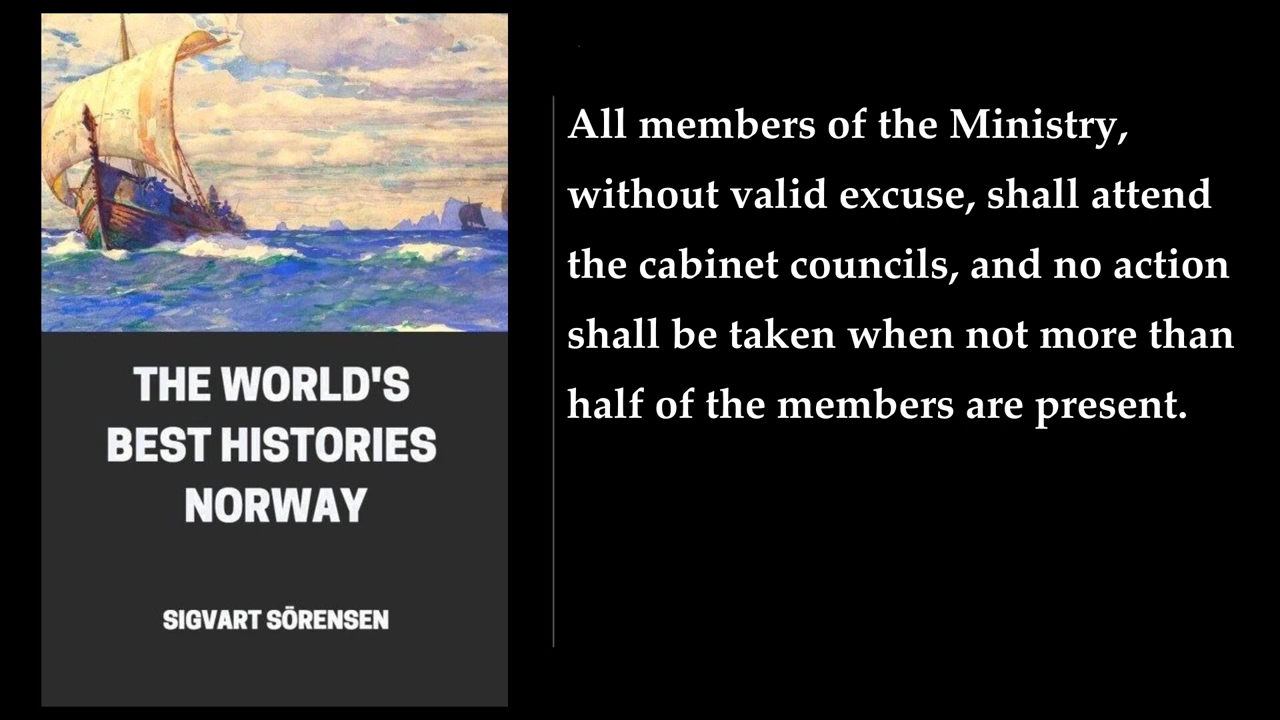 THE WORLD'S
BEST HISTORIES
NORWAY
SIGVART SÖRENSEN
All members of the Ministry,
without valid excuse, shall attend
the cabinet councils, and no action
shall be taken when not more than
half of the members are present.